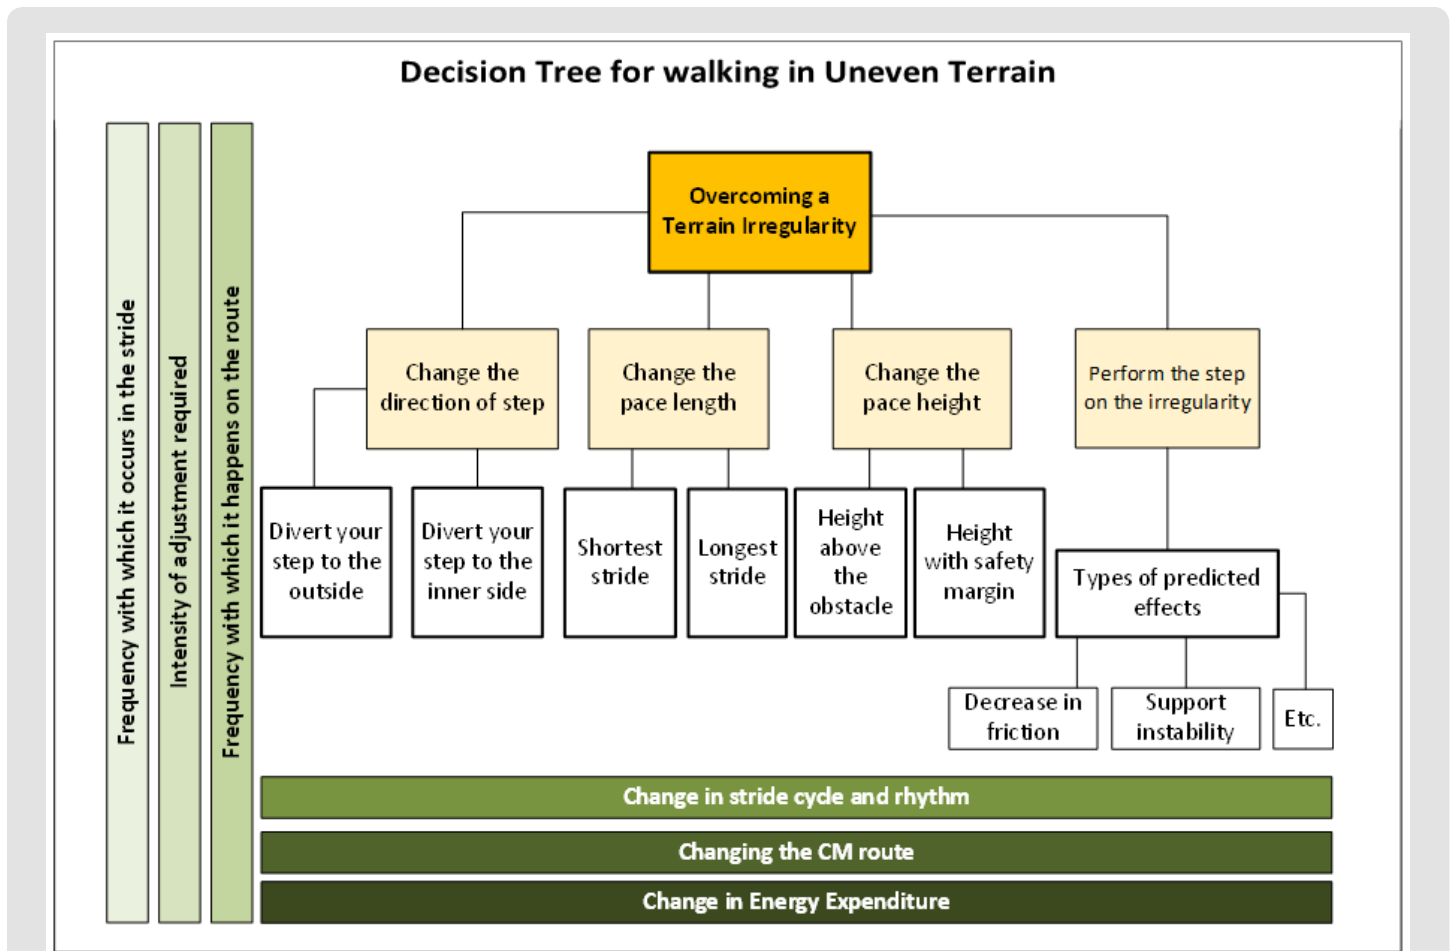 Decision Tree for walking in Uneven Terrain
Frequency with which it occurs in the stride
Intensity of adjustment required
Frequency with which it happens on the route
Overcoming a
Terrain Irregularity
Change the
direction of step
Change the
pace length
Change the
pace height
Perform the step
on the irregularity
Divert your
step to the
outside
Divert your
step to the
inner side
Shortest
stride
Longest
stride
Height
above
the
obstacle
Height
with safety
margin
Types of predicted
effects
Decrease in
friction
Support
instability
Etc.
Change in stride cycle and rhythm
Changing the CM route
Change in Energy Expenditure